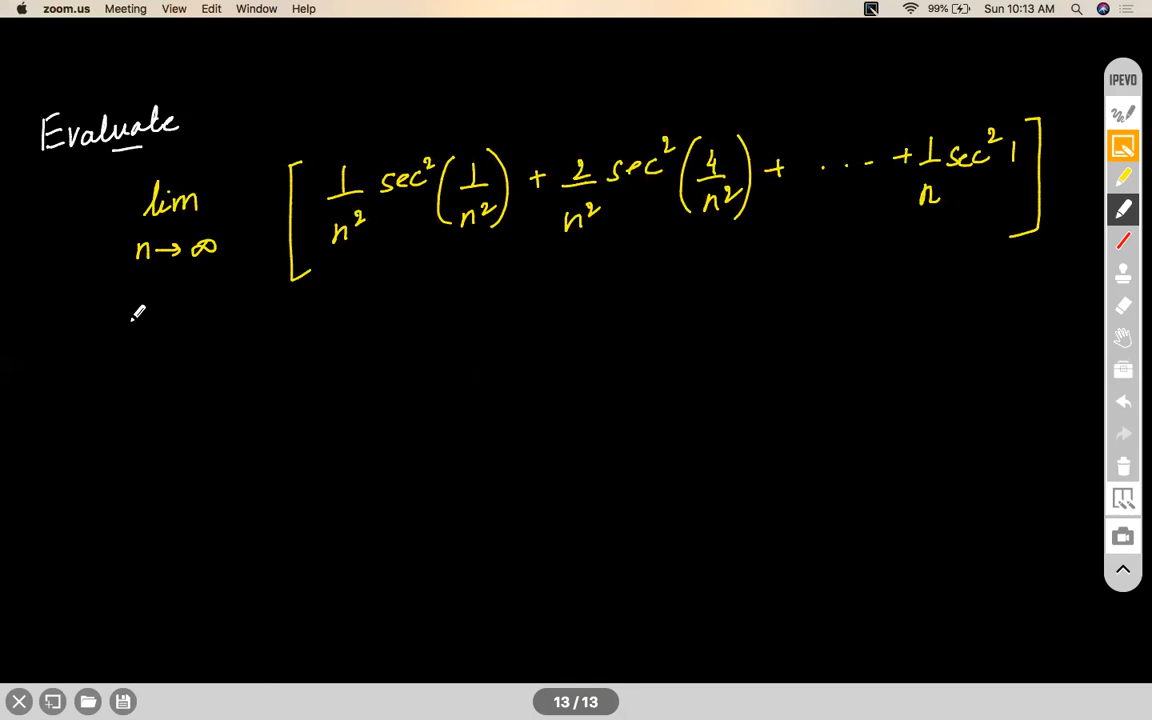 zoom.us Meeting View Edit Window Help 99% Sun 10:13 AM
IPEVO
Evaluate
lim n→∞ [ 1/n² sec² (1/n²) + 2/n² sec² (4/n²) + ... + 1/n sec² 1 ]
13 / 13